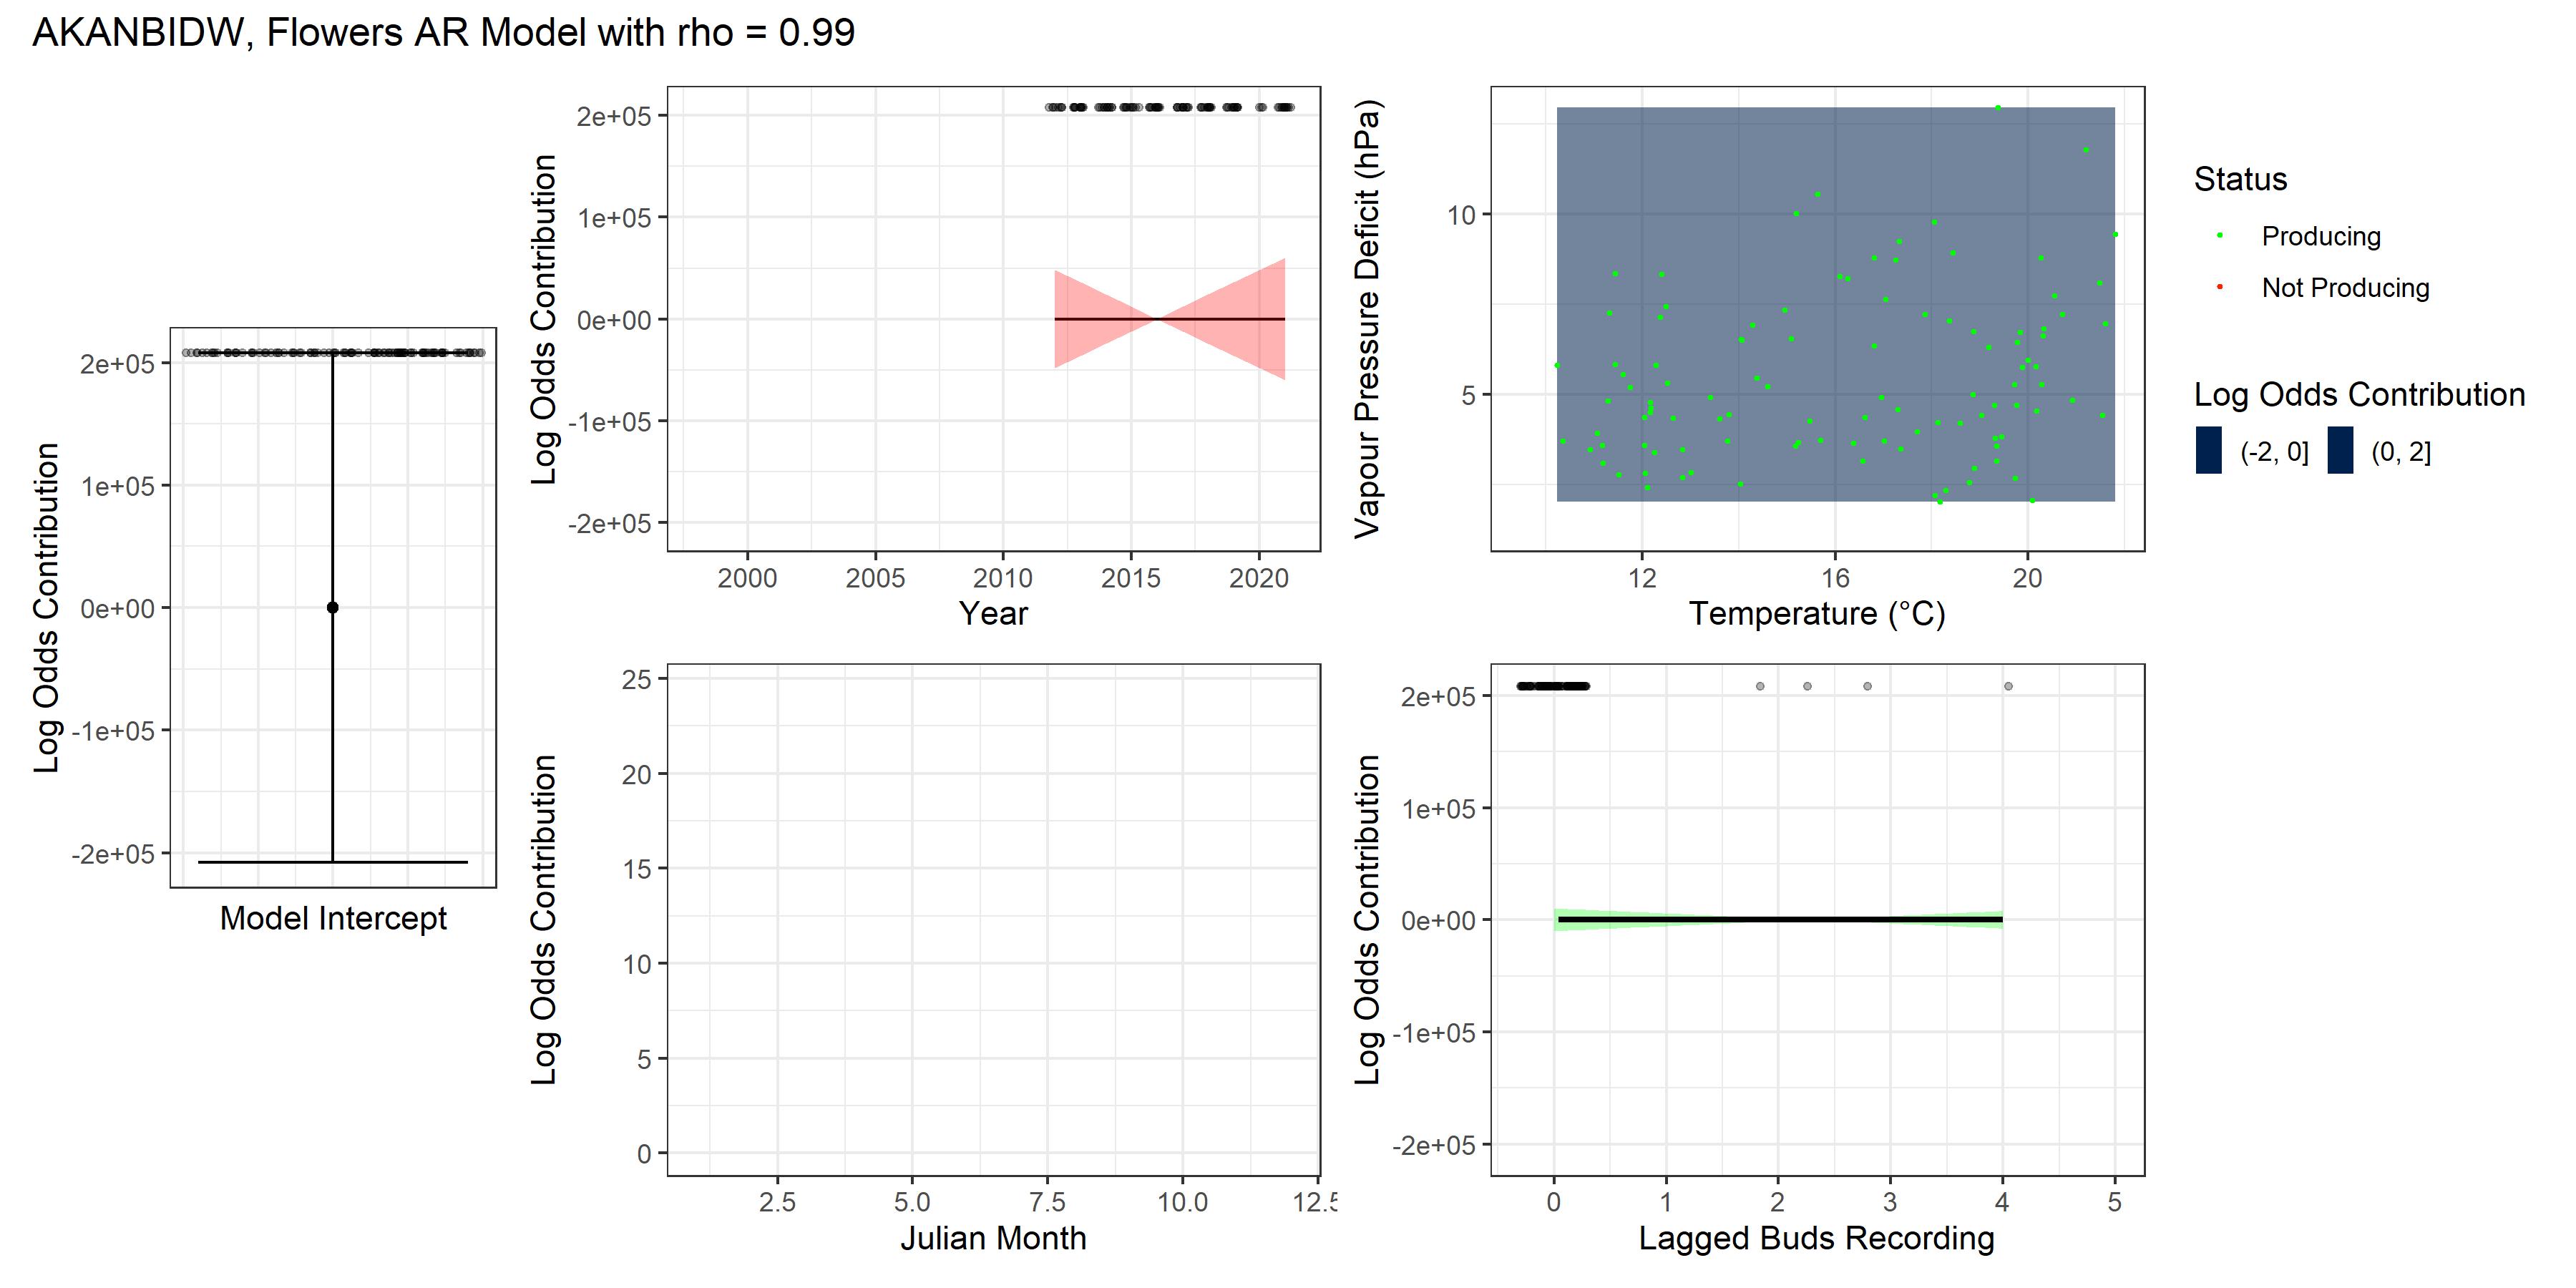 AKANBIDW, Flowers AR Model with rho = 0.99
Log Odds Contribution
2e+05
1e+05
0e+00
-1e+05
-2e+05
Model Intercept
Log Odds Contribution
2e+05
1e+05
0e+00
-1e+05
-2e+05
2000 2005 2010 2015 2020
Year
Vapour Pressure Deficit (hPa)
10
5
12 16 20
Temperature (°C)
Status
Producing
Not Producing
Log Odds Contribution
(-2, 0] (0, 2]
Log Odds Contribution
25
20
15
10
5
0
2.5 5.0 7.5 10.0 12.5
Julian Month
Log Odds Contribution
2e+05
1e+05
0e+00
-1e+05
-2e+05
0 1 2 3 4 5
Lagged Buds Recording